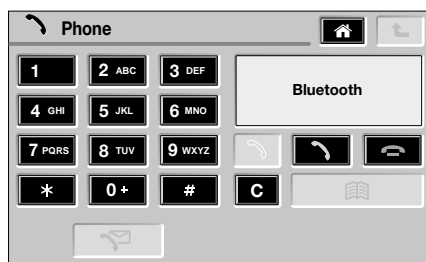 Phone
1 2 ABC 3 DEF
Bluetooth
4 GHI 5 JKL 6 MNO
7 PQRS 8 TUV 9 WXYZ
* 0 + # C